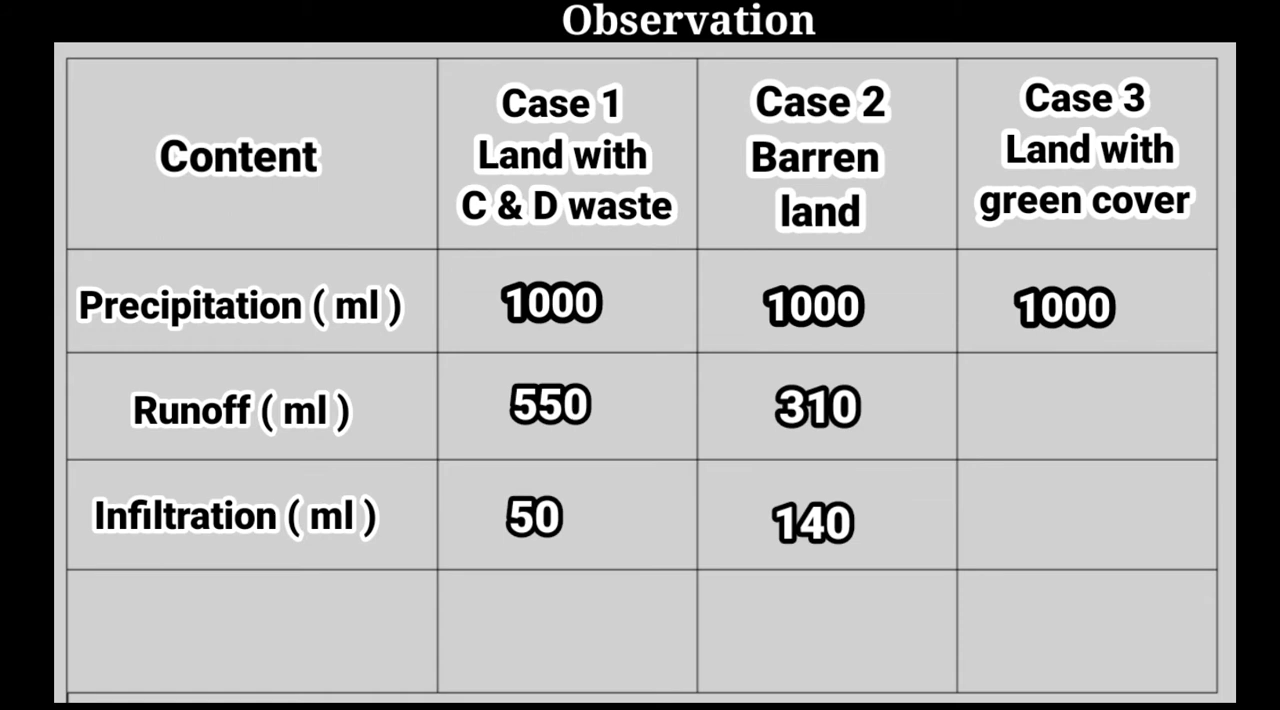 Observation
Content
Case 1
Land with
C & D waste
Case 2
Barren
land
Case 3
Land with
green cover
Precipitation ( ml ) 1000 1000 1000
Runoff ( ml ) 550 310
Infiltration ( ml ) 50 140